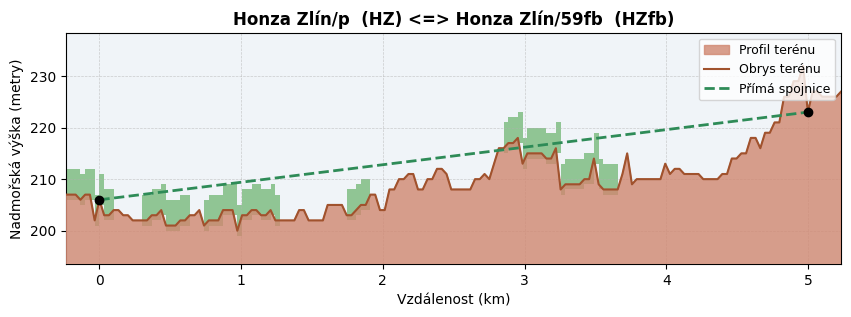 Honza Zlín/p  (HZ) <=> Honza Zlín/59fb  (HZfb)
Profil terénu
Obrys terénu
Přímá spojnice
Nadmořská výška (metry)
230
220
210
200
0 1 2 3 4 5
Vzdálenost (km)